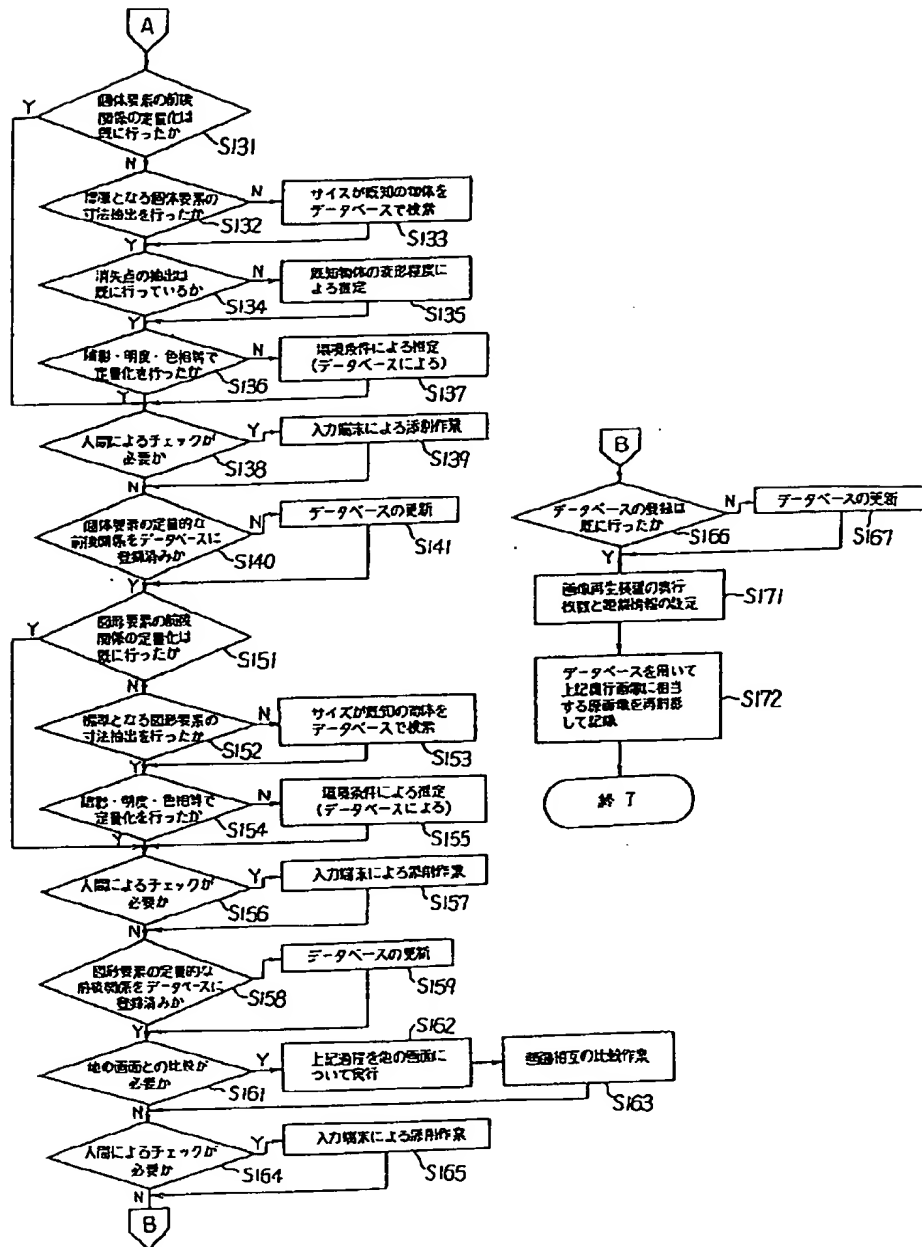 A
個体要素の前後
関係の定量化は
既に行ったか
Y
S131
N
標準となる個体要素の
寸法抽出を行ったか
N
S132
サイズが既知の物体を
データベースで検索
S133
Y
消失点の抽出は
既に行っているか
N
S134
既知物体の変形程度に
よる推定
S135
Y
陰影・明度・色相等で
定量化を行ったか
N
S136
環境条件による推定
(データベースによる)
S137
Y
人間によるチェックが
必要か
Y
S138
入力端末による添削作業
S139
N
個体要素の定量的な
前後関係をデータベースに
登録済みか
N
S140
データベースの更新
S141
Y
図形要素の前後
関係の定量化は
既に行ったか
Y
S151
N
標準となる図形要素の
寸法抽出を行ったか
N
S152
サイズが既知の物体を
データベースで検索
S153
Y
陰影・明度・色相等で
定量化を行ったか
N
S154
環境条件による推定
(データベースによる)
S155
Y
人間によるチェックが
必要か
Y
S156
入力端末による添削作業
S157
N
図形要素の定量的な
前後関係をデータベースに
登録済みか
N
S158
データベースの更新
S159
Y
他の画面との比較が
必要か
Y
S161
上記過程を他の画面に
ついて実行
S162
画面相互の比較作業
S163
N
人間によるチェックが
必要か
Y
S164
入力端末による添削作業
S165
N
B
B
データベースの登録は
既に行ったか
N
S166
データベースの更新
S167
Y
画像再生装置の奥行
枚数と距離情報の設定
S171
データベースを用いて
上記奥行画像に相当
する原画像を再撮影
して記録
S172
終了